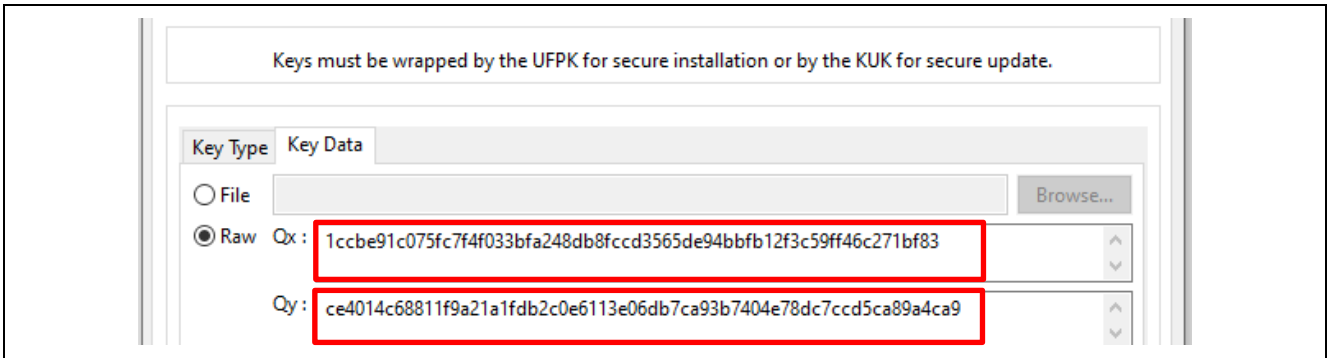 Keys must be wrapped by the UFPK for secure installation or by the KUK for secure update.
Key Type Key Data
File Browse...
Raw Qx : 1ccbe91c075fc7f4f033bfa248db8fccd3565de94bbfb12f3c59ff46c271bf83
Qy : ce4014c68811f9a21a1fdb2c0e6113e06db7ca93b7404e78dc7ccd5ca89a4ca9